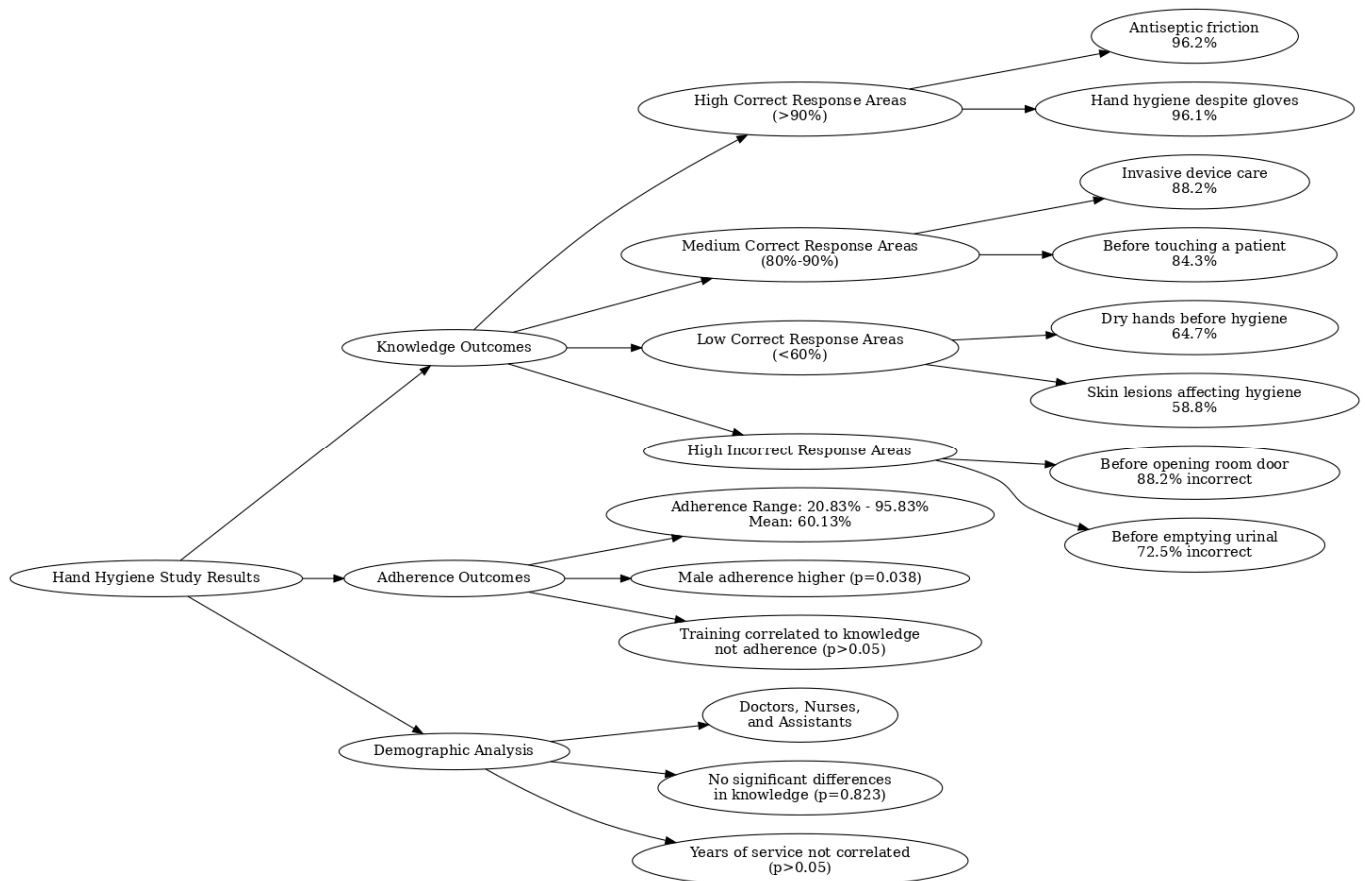 Antiseptic friction
96.2%
High Correct Response Areas
(>90%)
Hand hygiene despite gloves
96.1%
Invasive device care
88.2%
Medium Correct Response Areas
(80%-90%)
Before touching a patient
84.3%
Knowledge Outcomes
Low Correct Response Areas
(<60%)
Dry hands before hygiene
64.7%
Skin lesions affecting hygiene
58.8%
High Incorrect Response Areas
Before opening room door
88.2% incorrect
Before emptying urinal
72.5% incorrect
Hand Hygiene Study Results
Adherence Outcomes
Adherence Range: 20.83% - 95.83%
Mean: 60.13%
Male adherence higher (p=0.038)
Training correlated to knowledge
not adherence (p>0.05)
Demographic Analysis
Doctors, Nurses,
and Assistants
No significant differences
in knowledge (p=0.823)
Years of service not correlated
(p>0.05)